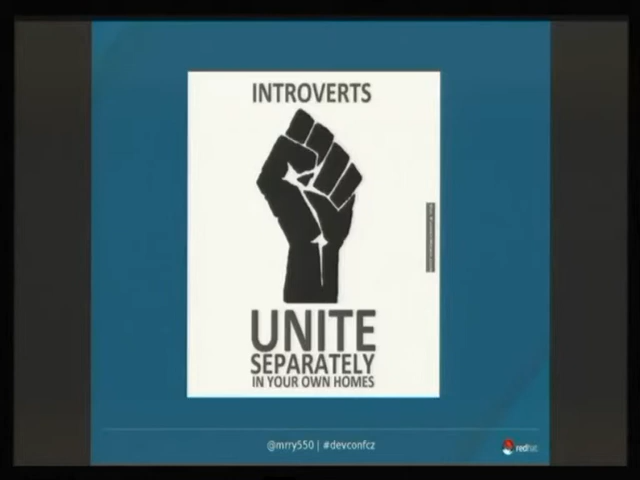 INTROVERTS
UNITE
SEPARATELY
IN YOUR OWN HOMES
@mrry550 | #devconfcz
redhat